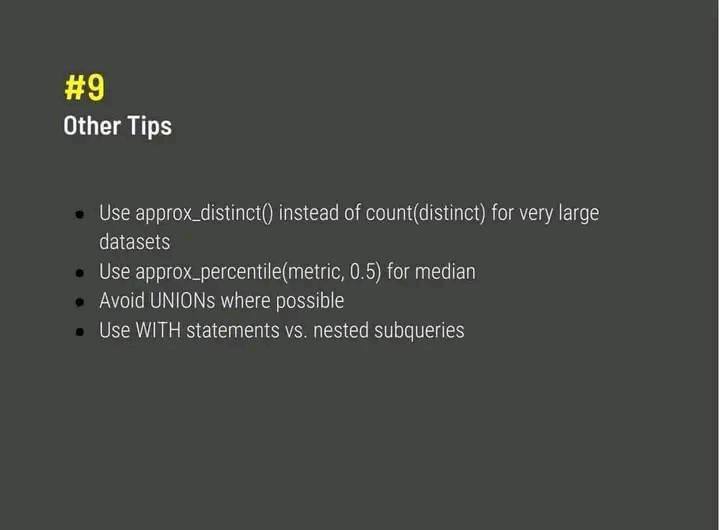 #9
Other Tips
• Use approx_distinct() instead of count(distinct) for very large
datasets
• Use approx_percentile(metric, 0.5) for median
• Avoid UNIONs where possible
• Use WITH statements vs. nested subqueries